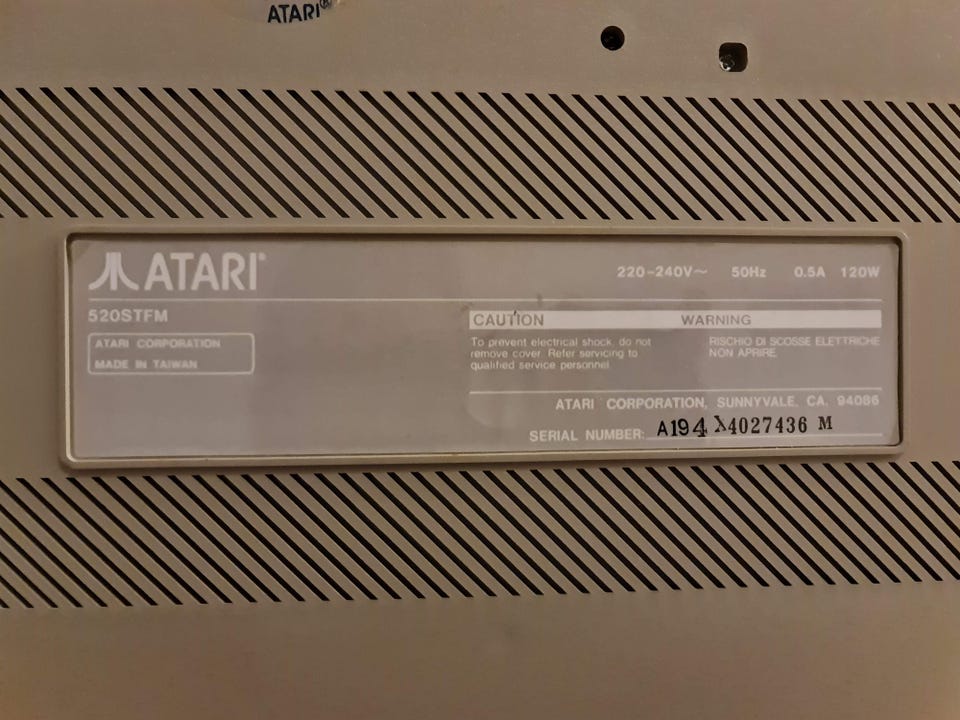 ATARI®
ATARI®
220-240V~ 50Hz 0.5A 120W
520STFM
ATARI CORPORATION
MADE IN TAIWAN
CAUTION WARNING
To prevent electrical shock, do not
remove cover. Refer servicing to
qualified service personnel.
RISCHIO DI SCOSSE ELETTRICHE
NON APRIRE.
ATARI CORPORATION, SUNNYVALE, CA. 94086
SERIAL NUMBER: A194 X4027436 M